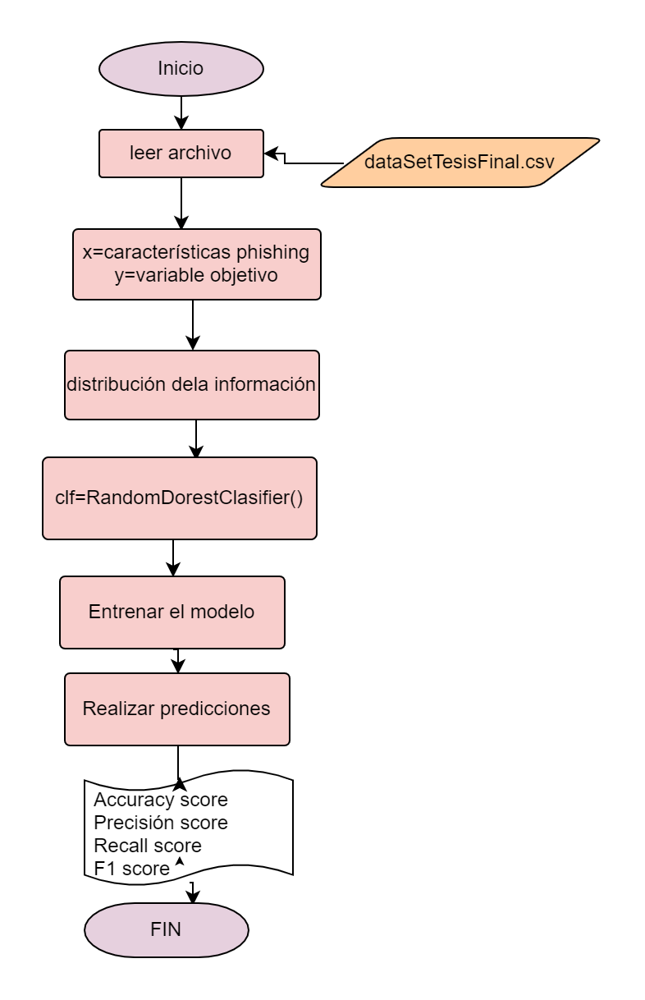 Inicio
leer archivo
dataSetTesisFinal.csv
x=características phishing
y=variable objetivo
distribución dela información
clf=RandomDorestClasifier()
Entrenar el modelo
Realizar predicciones
Accuracy score
Precisión score
Recall score
F1 score
FIN